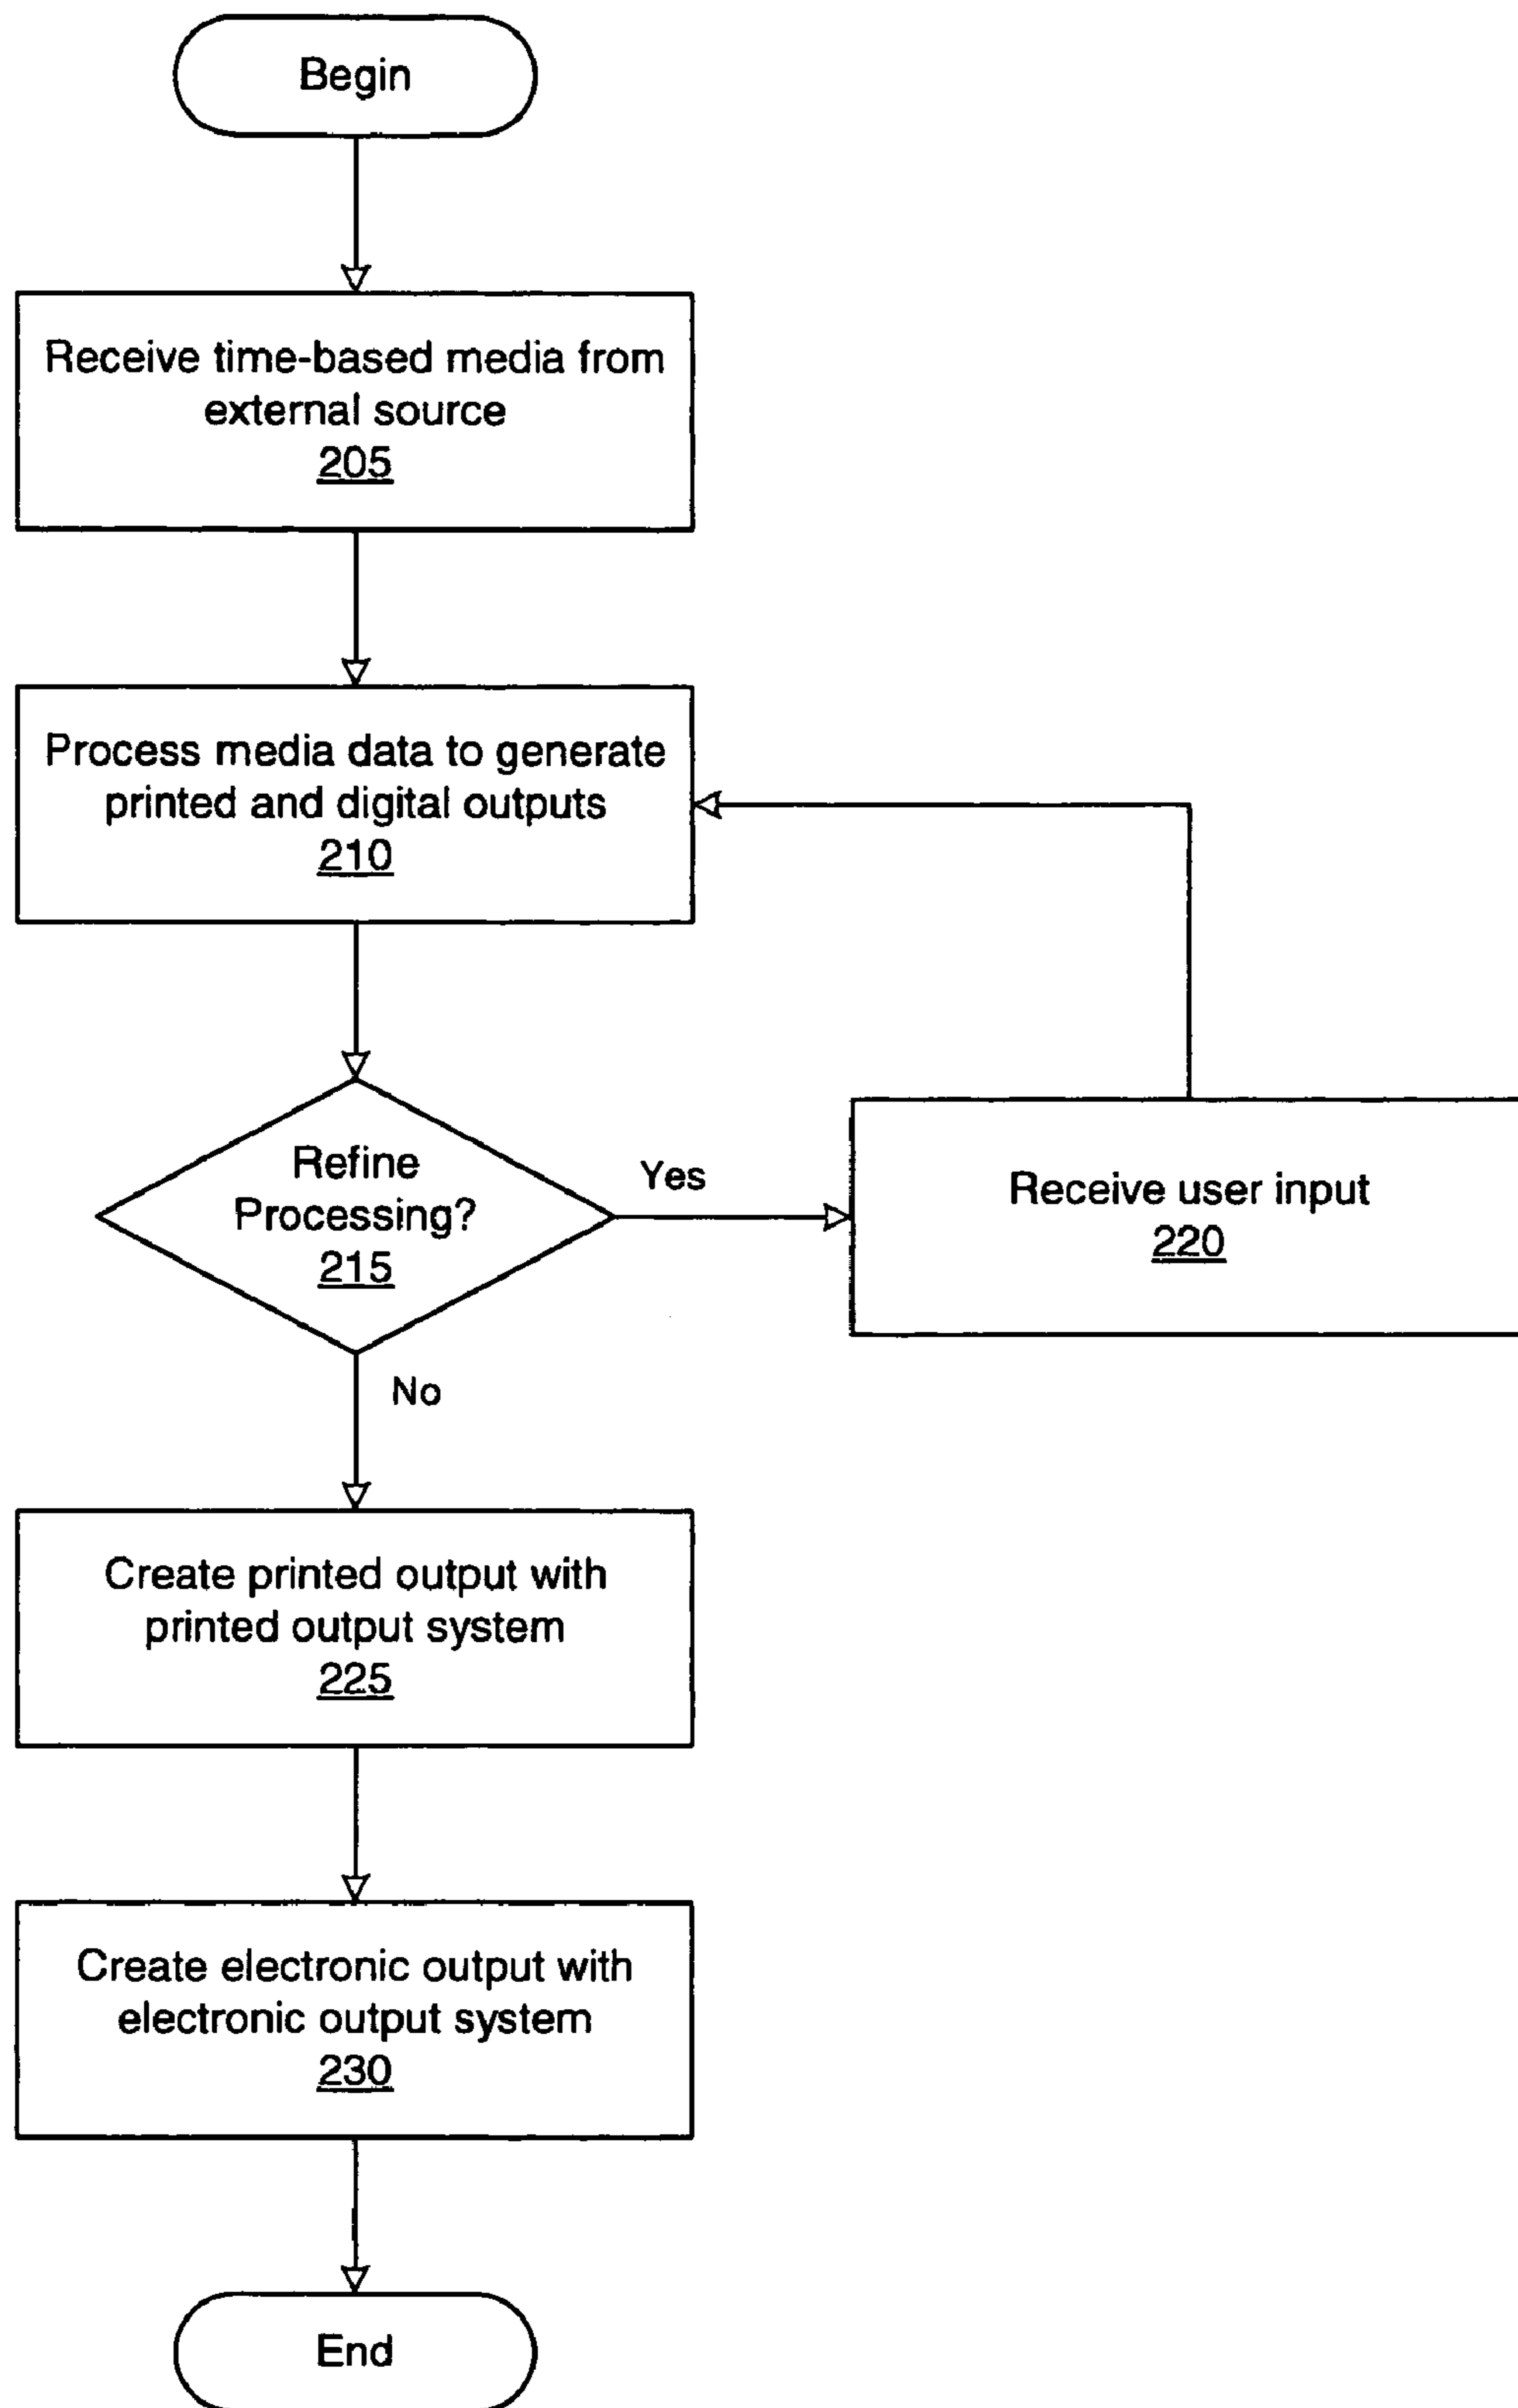 Begin
Receive time-based media from
external source
205
Process media data to generate
printed and digital outputs
210
Refine
Processing?
215
Yes
Receive user input
220
No
Create printed output with
printed output system
225
Create electronic output with
electronic output system
230
End